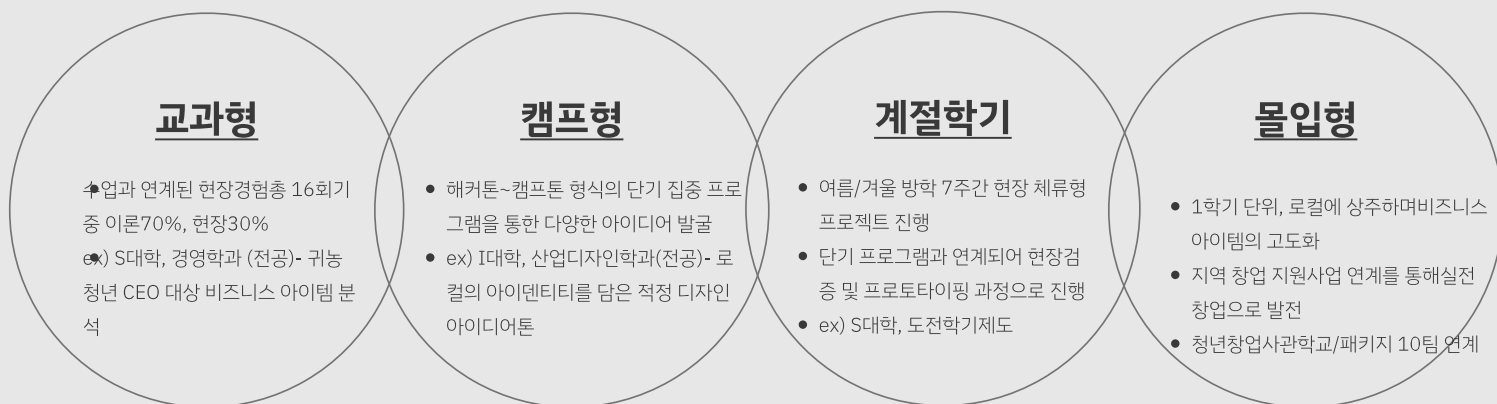 교과형
수업과 연계된 현장경험총 16회기
중 이론70%, 현장30%
ex) S대학, 경영학과 (전공)- 귀농
청년 CEO 대상 비즈니스 아이템 분
석
캠프형
해커톤~캠프톤 형식의 단기 집중 프로
그램을 통한 다양한 아이디어 발굴
ex) I대학, 산업디자인학과(전공)- 로
컬의 아이덴티티를 담은 적정 디자인
아이디어톤
계절학기
여름/겨울 방학 7주간 현장 체류형
프로젝트 진행
단기 프로그램과 연계되어 현장검
증 및 프로토타이핑 과정으로 진행
ex) S대학, 도전학기제도
몰입형
1학기 단위, 로컬에 상주하며비즈니스
아이템의 고도화
지역 창업 지원사업 연계를 통해실전
창업으로 발전
청년창업사관학교/패키지 10팀 연계